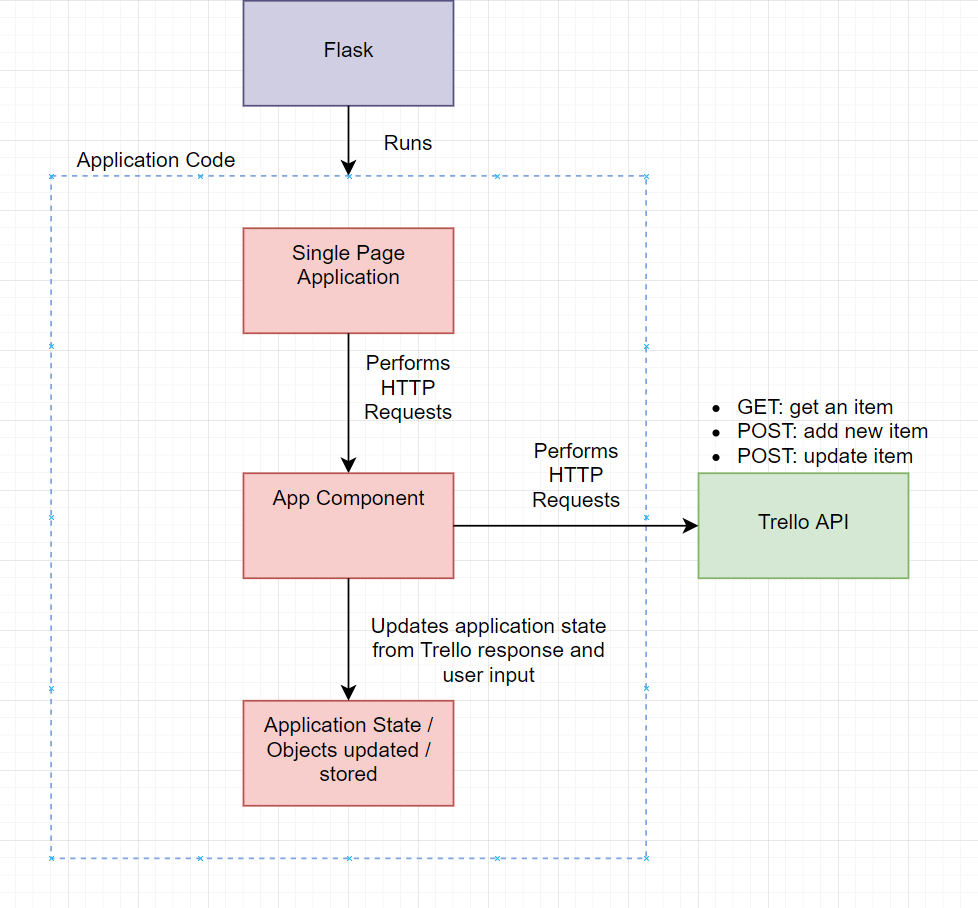 Flask
Runs
Application Code
Single Page
Application
Performs
HTTP
Requests
GET: get an item
POST: add new item
POST: update item
Performs
HTTP
Requests
App Component
Trello API
Updates application state
from Trello response and
user input
Application State /
Objects updated /
stored